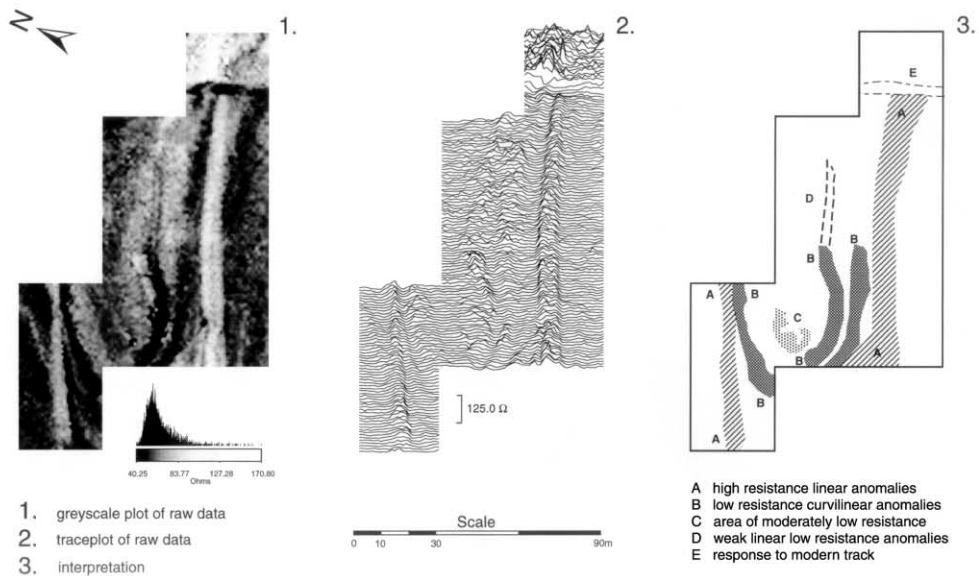 N
1.
2.
3.
E
A
D
B
B
A
B
C
A
B
B
A
125.0 Ω
40.25 83.77 127.28 170.80
Ohms
1. greyscale plot of raw data
2. traceplot of raw data
3. interpretation
Scale
0 10 30 90m
A high resistance linear anomalies
B low resistance curvilinear anomalies
C area of moderately low resistance
D weak linear low resistance anomalies
E response to modern track